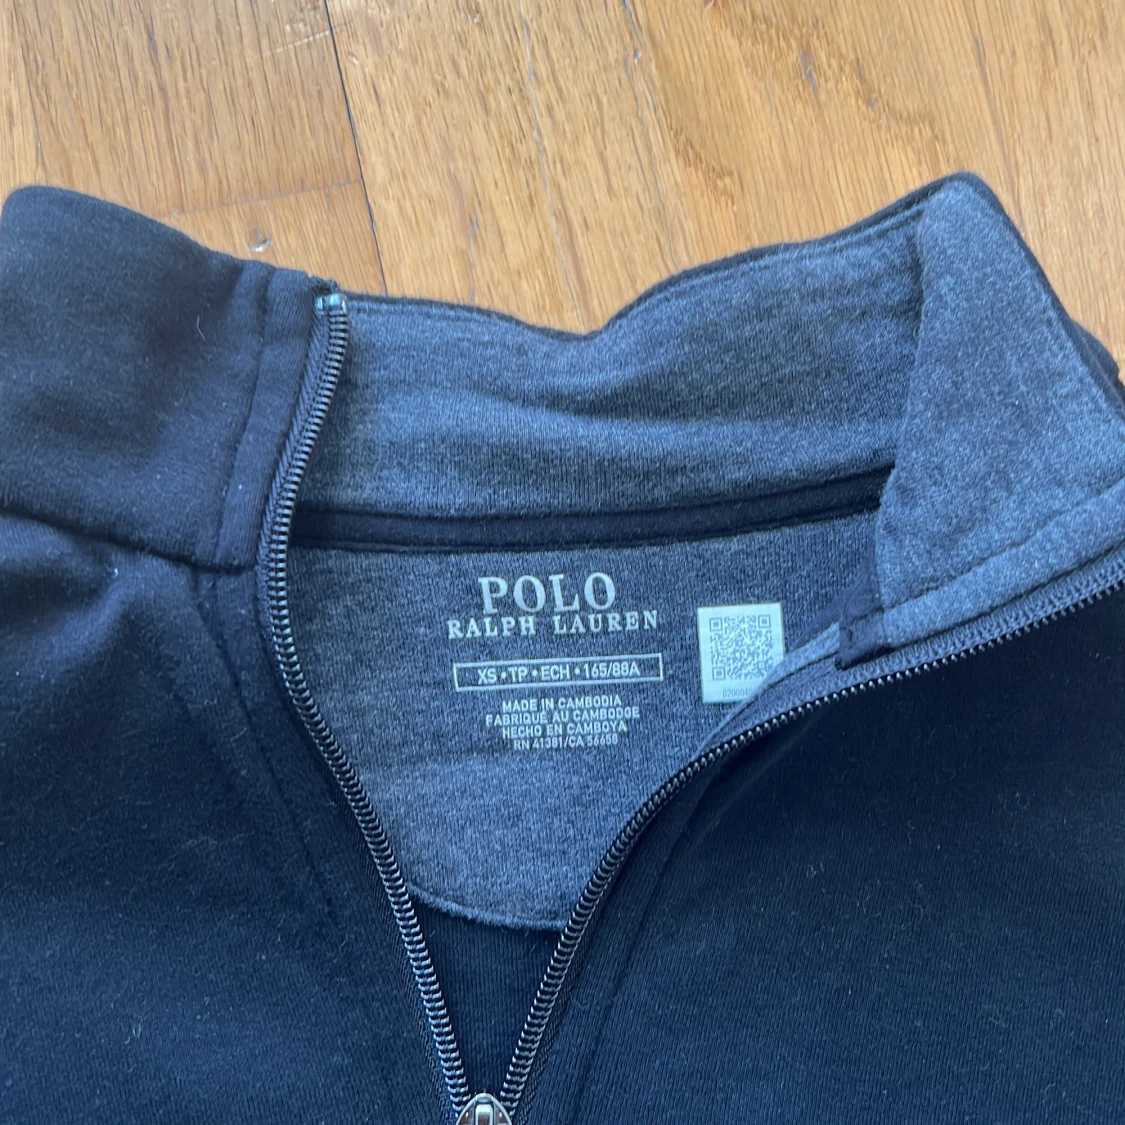 POLO
RALPH LAUREN
XS • TP • ECH • 165/88A
MADE IN CAMBODIA
FABRIQUÉ AU CAMBODGE
HECHO EN CAMBOYA
RN 41381/CA 56650